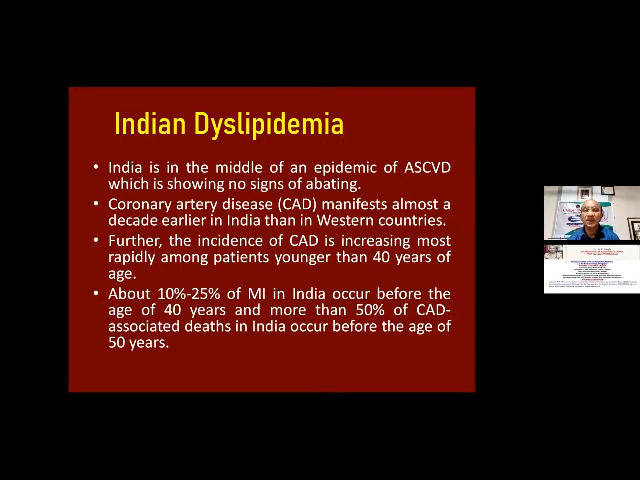 Indian Dyslipidemia
• India is in the middle of an epidemic of ASCVD
which is showing no signs of abating.
• Coronary artery disease (CAD) manifests almost a
decade earlier in India than in Western countries.
• Further, the incidence of CAD is increasing most
rapidly among patients younger than 40 years of
age.
• About 10%-25% of MI in India occur before the
age of 40 years and more than 50% of CAD-
associated deaths in India occur before the age of
50 years.